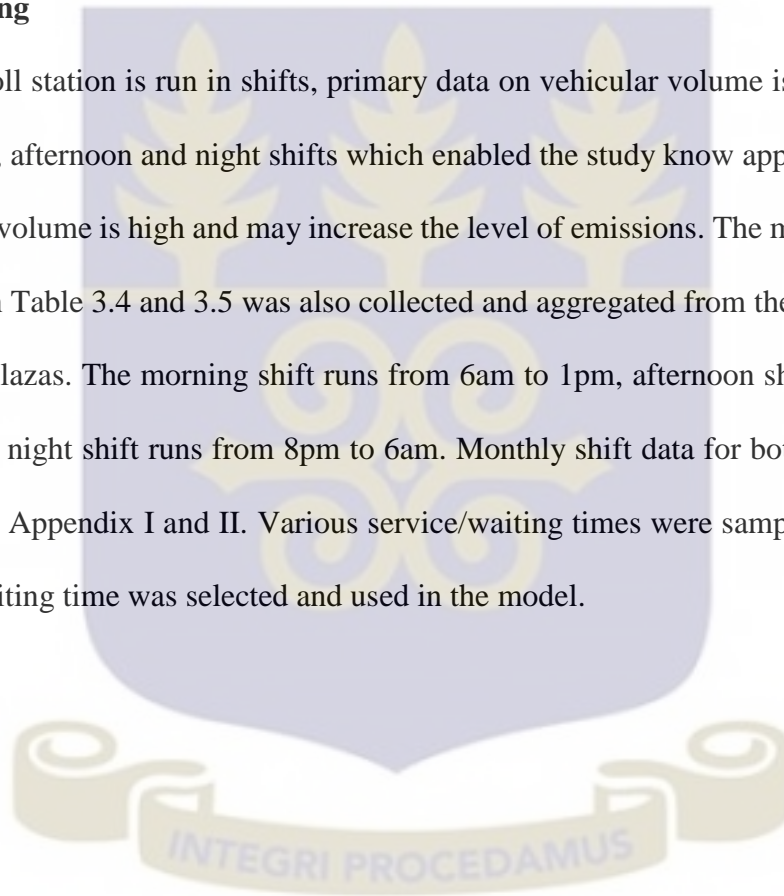 ng
oll station is run in shifts, primary data on vehicular volume is
, afternoon and night shifts which enabled the study know app
volume is high and may increase the level of emissions. The m
n Table 3.4 and 3.5 was also collected and aggregated from the
lazas. The morning shift runs from 6am to 1pm, afternoon sh
night shift runs from 8pm to 6am. Monthly shift data for bo
Appendix I and II. Various service/waiting times were samp
iting time was selected and used in the model.
INTEGRI PROCEDAMUS